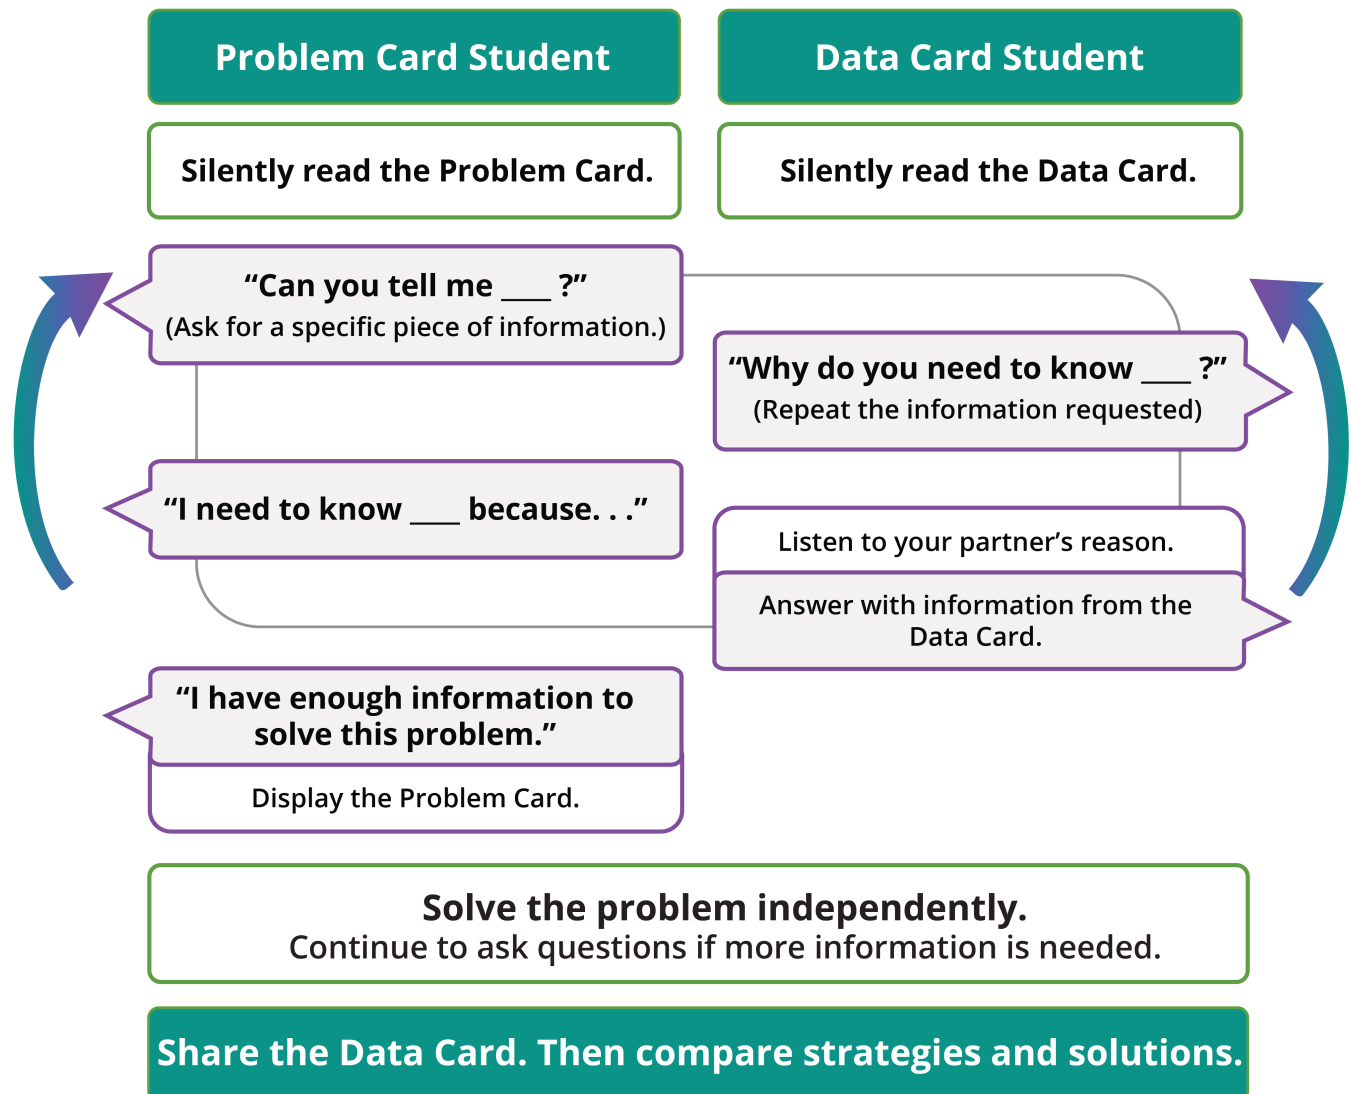 Problem Card Student
Data Card Student
Silently read the Problem Card.
Silently read the Data Card.
“Can you tell me ____ ?”
(Ask for a specific piece of information.)
“Why do you need to know ____ ?”
(Repeat the information requested)
“I need to know ____ because. . .”
Listen to your partner’s reason.
Answer with information from the
Data Card.
“I have enough information to
solve this problem.”
Display the Problem Card.
Solve the problem independently.
Continue to ask questions if more information is needed.
Share the Data Card. Then compare strategies and solutions.